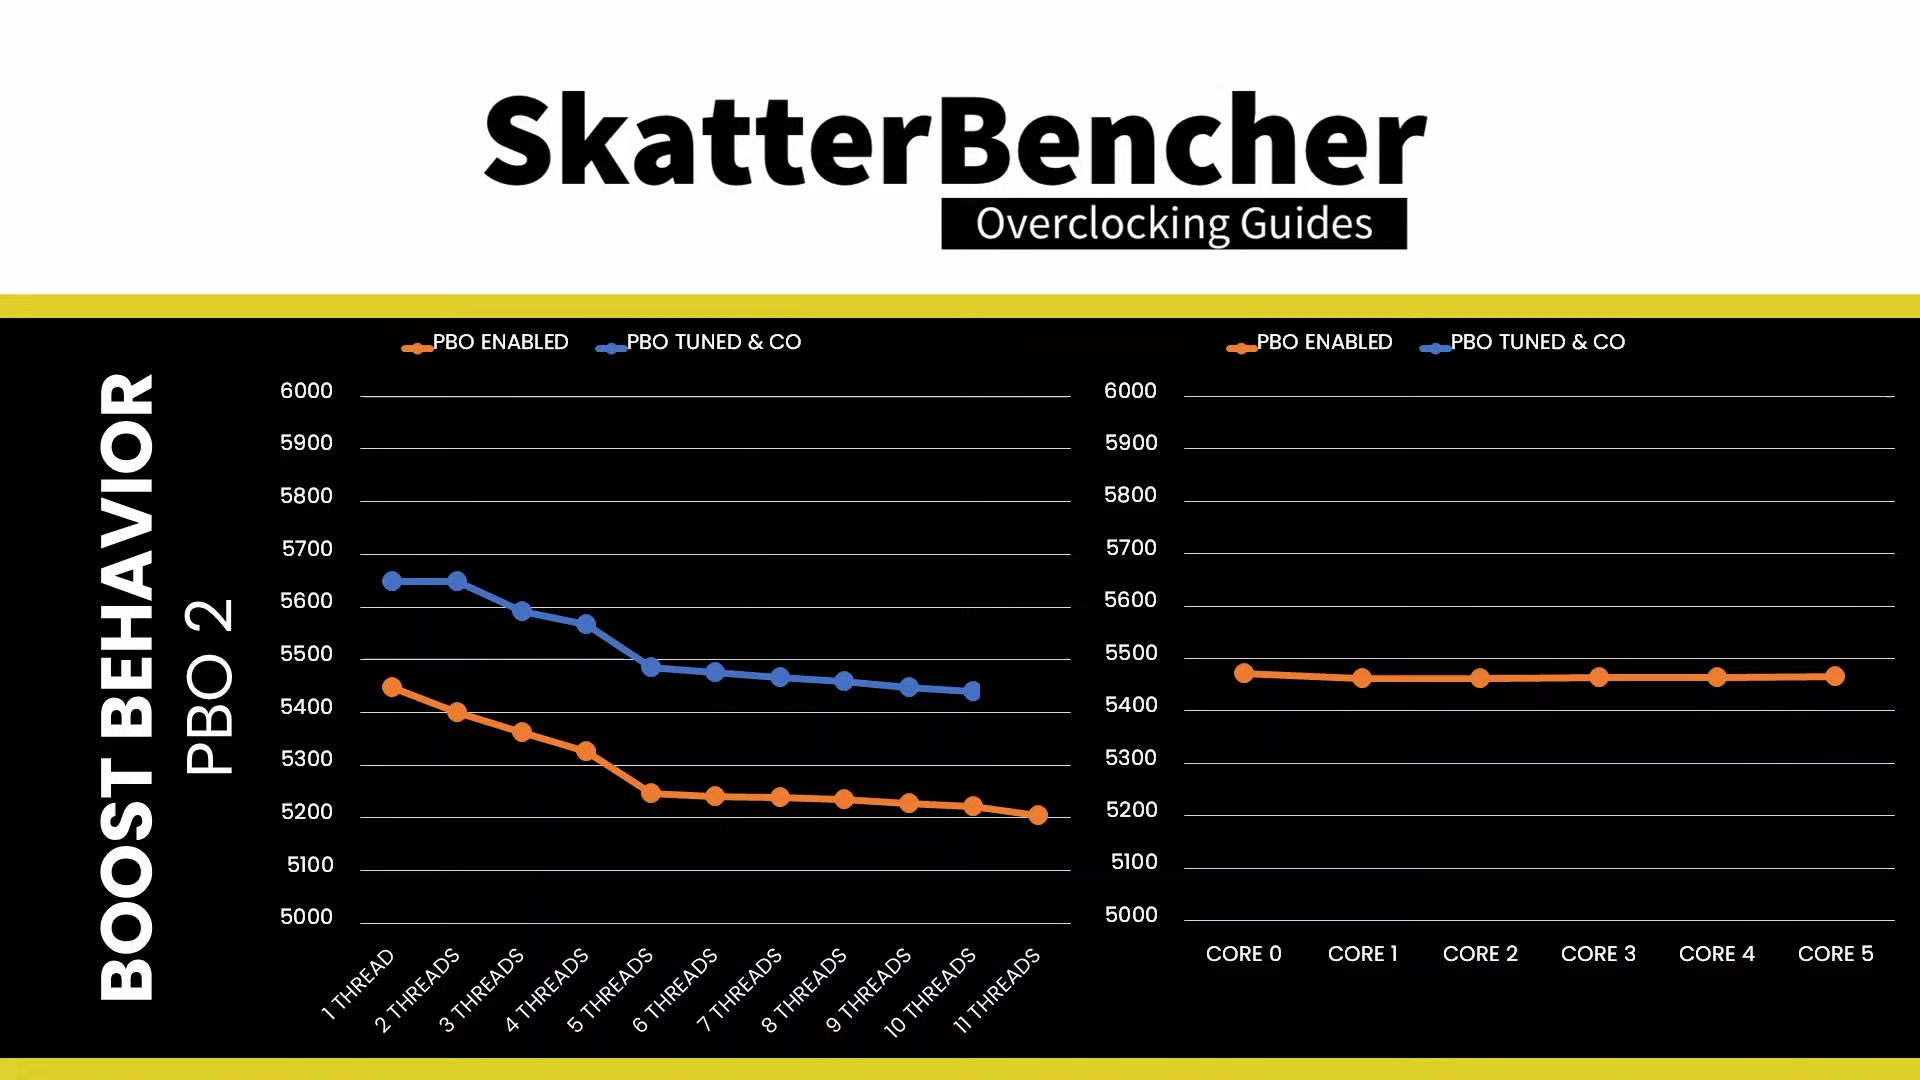 SkatterBencher
Overclocking Guides
BOOST BEHAVIOR
PBO 2
PBO ENABLED PBO TUNED & CO
6000
5900
5800
5700
5600
5500
5400
5300
5200
5100
5000
1 THREAD
2 THREADS
3 THREADS
4 THREADS
5 THREADS
6 THREADS
7 THREADS
8 THREADS
9 THREADS
10 THREADS
11 THREADS
PBO ENABLED PBO TUNED & CO
6000
5900
5800
5700
5600
5500
5400
5300
5200
5100
5000
CORE 0 CORE 1 CORE 2 CORE 3 CORE 4 CORE 5